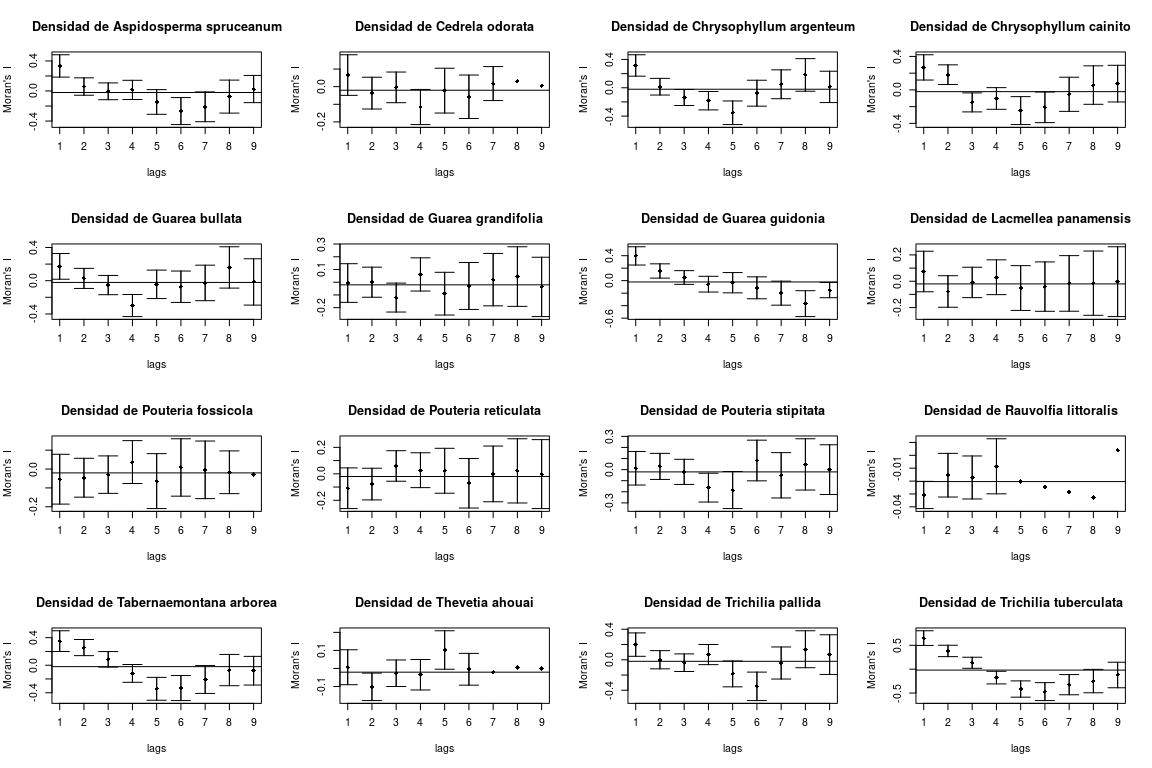 Densidad de Aspidosperma spruceanum
Moran's I
0.4
0.0
-0.4
1 2 3 4 5 6 7 8 9
lags
Densidad de Cedrela odorata
Moran's I
0.0
-0.2
1 2 3 4 5 6 7 8 9
lags
Densidad de Chrysophyllum argenteum
Moran's I
0.4
0.0
-0.4
1 2 3 4 5 6 7 8 9
lags
Densidad de Chrysophyllum cainito
Moran's I
0.4
0.0
-0.4
1 2 3 4 5 6 7 8 9
lags
Densidad de Guarea bullata
Moran's I
0.4
0.0
-0.4
1 2 3 4 5 6 7 8 9
lags
Densidad de Guarea grandifolia
Moran's I
0.3
0.1
-0.2
1 2 3 4 5 6 7 8 9
lags
Densidad de Guarea guidonia
Moran's I
0.4
0.0
-0.6
1 2 3 4 5 6 7 8 9
lags
Densidad de Lacmellea panamensis
Moran's I
0.2
0.0
-0.2
1 2 3 4 5 6 7 8 9
lags
Densidad de Pouteria fossicola
Moran's I
0.0
-0.2
1 2 3 4 5 6 7 8 9
lags
Densidad de Pouteria reticulata
Moran's I
0.2
0.0
-0.2
1 2 3 4 5 6 7 8 9
lags
Densidad de Pouteria stipitata
Moran's I
0.3
0.0
-0.3
1 2 3 4 5 6 7 8 9
lags
Densidad de Rauvolfia littoralis
Moran's I
-0.01
-0.04
1 2 3 4 5 6 7 8 9
lags
Densidad de Tabernaemontana arborea
Moran's I
0.4
0.0
-0.4
1 2 3 4 5 6 7 8 9
lags
Densidad de Thevetia ahouai
Moran's I
0.1
-0.1
1 2 3 4 5 6 7 8 9
lags
Densidad de Trichilia pallida
Moran's I
0.4
0.0
-0.4
1 2 3 4 5 6 7 8 9
lags
Densidad de Trichilia tuberculata
Moran's I
0.5
-0.5
1 2 3 4 5 6 7 8 9
lags